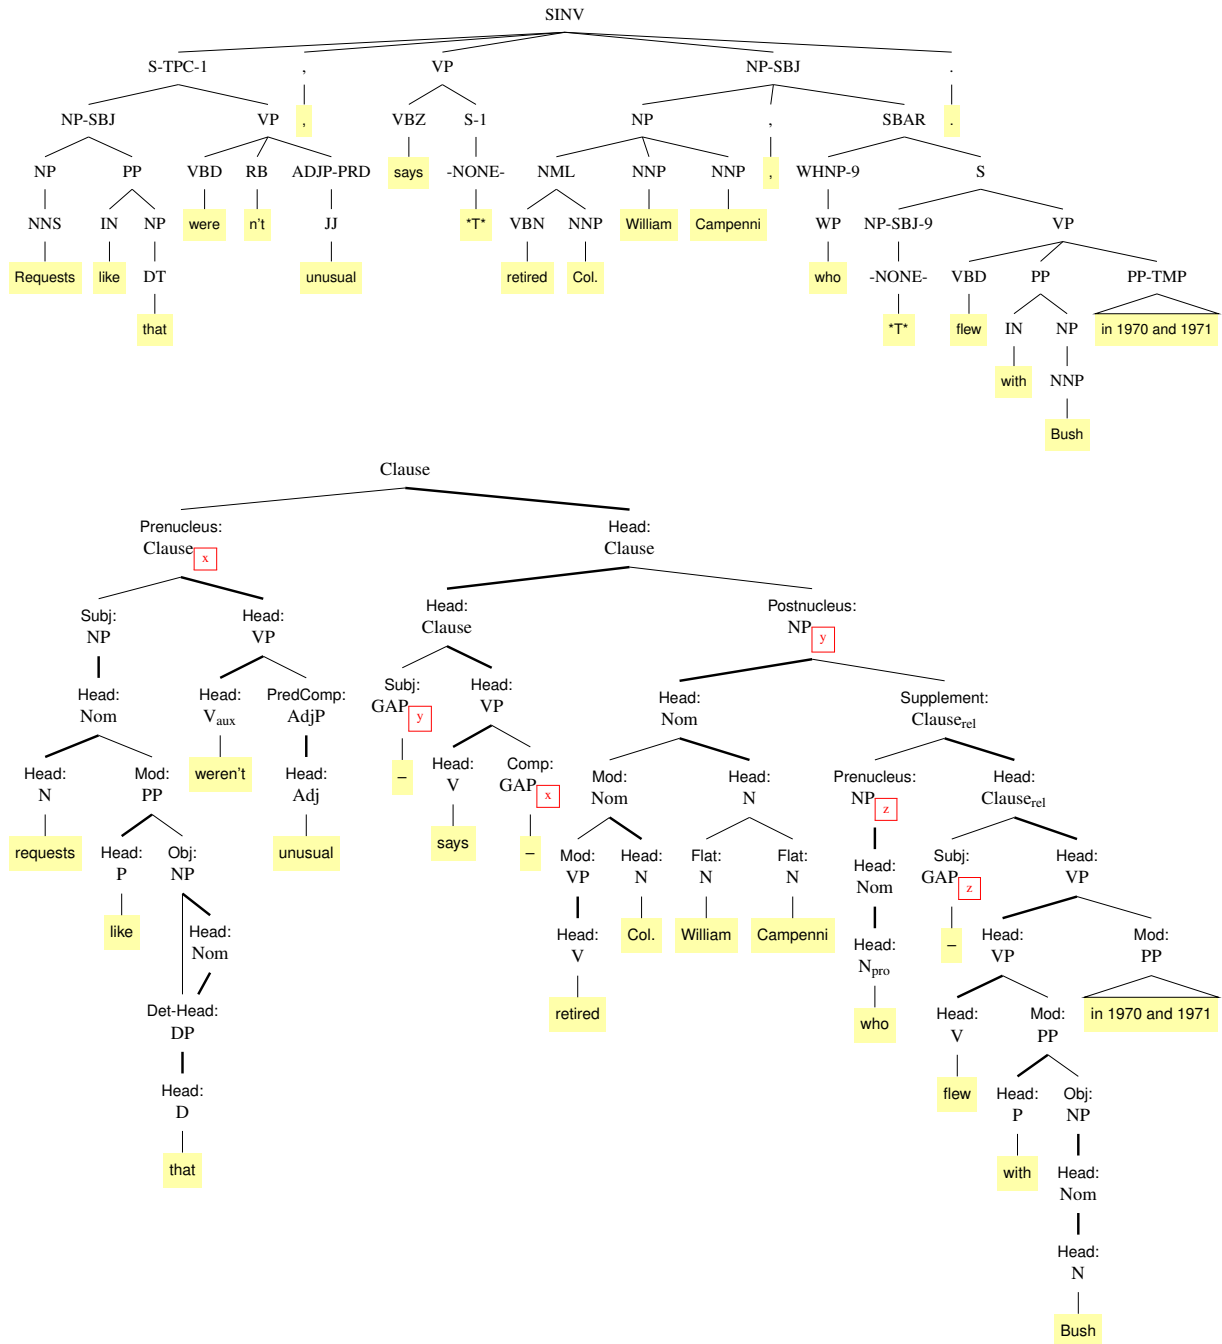 SINV
S-TPC-1 , VP NP-SBJ .
NP-SBJ VP , VBZ S-1 NP , SBAR .
NP PP VBD RB ADJP-PRD says -NONE- NML NNP NNP , WHNP-9 S
NNS IN NP were n't JJ *T* VBN NNP William Campenni WP NP-SBJ-9 VP
Requests like DT unusual retired Col. who -NONE- VBD PP PP-TMP
that *T* flew IN NP in 1970 and 1971
with NNP
Bush
Clause
Prenucleus: Head:
Clause x Clause
Subj: Head: Head: Postnucleus:
NP VP Clause NP y
Head: Head: PredComp: Subj: Head: Head: Supplement:
Nom Vaux AdjP GAP y VP Nom Clauserel
Head: Mod: weren't Head: – Head: Comp: Mod: Head: Prenucleus: Head:
N PP Adj V GAP x Nom N NP z Clauserel
requests Head: Obj: unusual says – Mod: Head: Flat: Flat: Head: Subj: Head:
P NP VP N N N Nom GAP z VP
like Head: Head: Col. William Campenni Head: – Head: Mod:
Nom V Npro VP PP
Det-Head: retired who Head: Mod: in 1970 and 1971
DP V PP
Head: flew Head: Obj:
D P NP
that with Head:
Nom
Head:
N
Bush